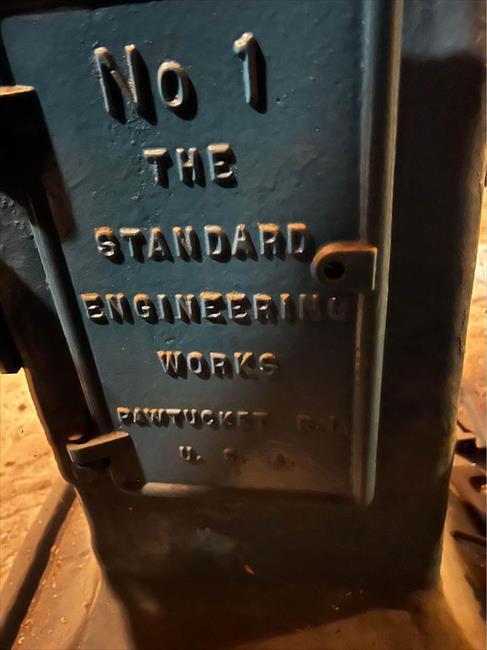 No 1
THE
STANDARD
ENGINEERING
WORKS
PAWTUCKET R.I.
U. S. A.